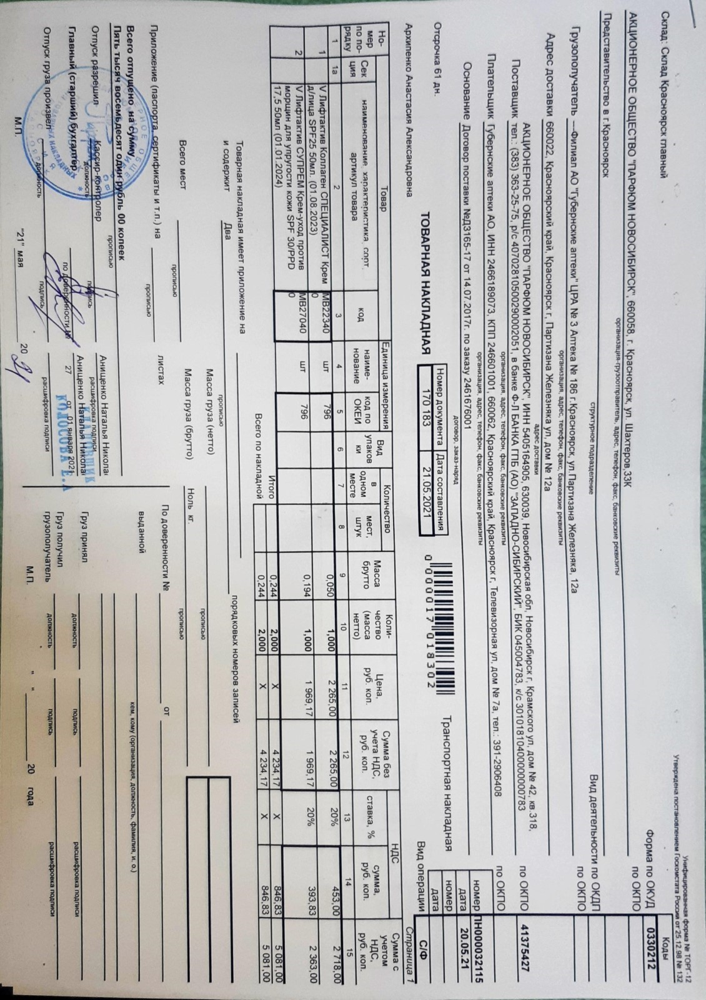 Унифицированная форма № ТОРГ-12
Утверждена постановлением Госкомстата России от 25.12.98 № 132
Склад: Склад Красноярск главный
Коды
Форма по ОКУД 0330212
АКЦИОНЕРНОЕ ОБЩЕСТВО "ПАРФЮМ НОВОСИБИРСК", 660058, г. Красноярск, ул. Шахтеров,33К
по ОКПО
организация-грузоотправитель, адрес, телефон, факс, банковские реквизиты
Представительство в г.Красноярск
структурное подразделение
Вид деятельности по ОКДП
Грузополучатель Филиал АО "Губернские аптеки" ЦРА № 3 Аптека № 186 г.Красноярск, ул.Партизана Железняка, 12а
по ОКПО
организация, адрес, телефон, факс, банковские реквизиты
Адрес доставки 660022, Красноярский край, Красноярск г, Партизана Железняка ул, дом № 12а
адрес доставки
АКЦИОНЕРНОЕ ОБЩЕСТВО "ПАРФЮМ НОВОСИБИРСК", ИНН 5405164905, 630039, Новосибирская обл, Новосибирск г, Крамского ул, дом № 42, кв.318,
Поставщик тел.: (383) 363-25-75, р/с 40702810500290002051, в банке Ф-Л БАНКА ГПБ (АО) "ЗАПАДНО-СИБИРСКИЙ", БИК 045004783, к/с 30101810400000000783
по ОКПО 41375427
организация, адрес, телефон, факс, банковские реквизиты
Плательщик Губернские аптеки АО, ИНН 2466189073, КПП 246601001, 660062, Красноярский край, Красноярск г, Телевизорная ул, дом № 7а, тел.: 391-2906408
по ОКПО
организация, адрес, телефон, факс, банковские реквизиты
Основание Договор поставки №Д3165-17 от 14.07.2017г. по заказу 2461676001
номер ПН000032115
договор, заказ-наряд
дата 20.05.21
Отсрочка 61 дн.
Транспортная накладная
номер
дата
Номер документа Дата составления
ТОВАРНАЯ НАКЛАДНАЯ 170 183 21.05.2021
0000017018302
Вид операции С/Ф
Архипенко Анастасия Александровна
Страница 1
Но-мер по по-рядку Сек ция Товар Единица измерения Вид упаков ки Количество Масса брутто Коли-чество (масса нетто) Цена, руб. коп. Сумма без учета НДС, руб. коп. НДС Сумма с учетом НДС, руб. коп.
наименование, характеристика, сорт, артикул товара код наиме-нование код по ОКЕИ в одном месте мест, штук ставка, % сумма, руб. коп.
1 1а 2 3 4 5 6 7 8 9 10 11 12 13 14 15
1 V Лифтактив Коллаген СПЕЦИАЛИСТ Крем MB22340 шт 796 0,050 1,000 2 265,00 2 265,00 20% 453,00 2 718,00
д/лица SPF25 50мл. (01.08.2023) 0
2 V Лифтактив СУПРЕМ Крем-уход против MB27040 шт 796 0,194 1,000 1 969,17 1 969,17 20% 393,83 2 363,00
морщин для упругости кожи SPF 30/PPD 0
17,5 50мл (01.01.2024)
Итого 0,244 2,000 X 4 234,17 X 846,83 5 081,00
Всего по накладной 0,244 2,000 X 4 234,17 X 846,83 5 081,00
Товарная накладная имеет приложение на
и содержит Два порядковых номеров записей
прописью
Масса груза (нетто)
прописью
Всего мест Масса груза (брутто) Ноль кг.
прописью прописью
Приложение (паспорта, сертификаты и т.п.) на листах
прописью
По доверенности № от
Всего отпущено на сумму
Пять тысяч восемьдесят один рубль 00 копеек
прописью
выданной
кем, кому (организация, должность, фамилия, и. о.)
Отпуск разрешил Кассир-контролер Анищенко Наталья Никола
должность подпись расшифровка подписи
Главный (старший) бухгалтер Анищенко Наталья Никола
по доверенности № 27 от 01 января 2021
КЛАДОВЩИК
КОЛОСОВА Е.А
Отпуск груза произвел
должность подпись расшифровка подписи
Груз принял
должность подпись расшифровка подписи
Груз получил
грузополучатель
должность подпись расшифровка подписи
М.П. "21" мая 20 21
М.П. " " 20 года